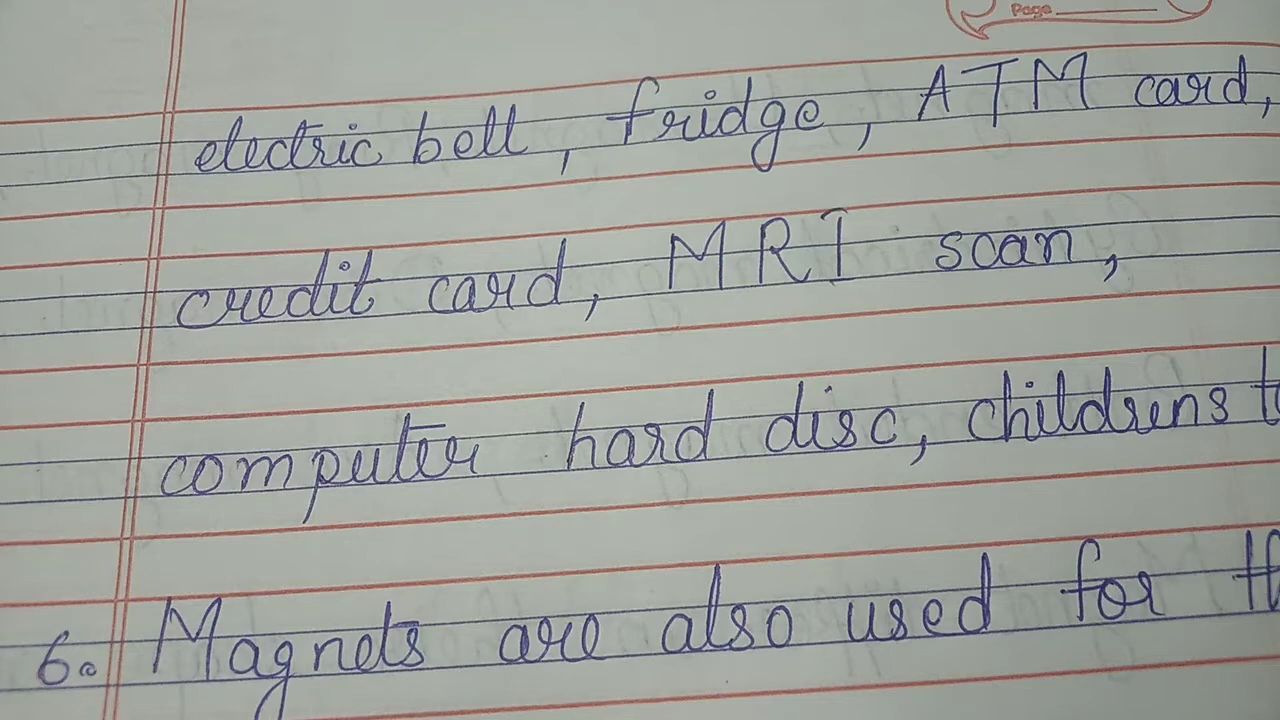 Page
electric bell, fridge, ATM card,
credit card, MRI scan,
computer hard disc, childrens
6. Magnets are also used for